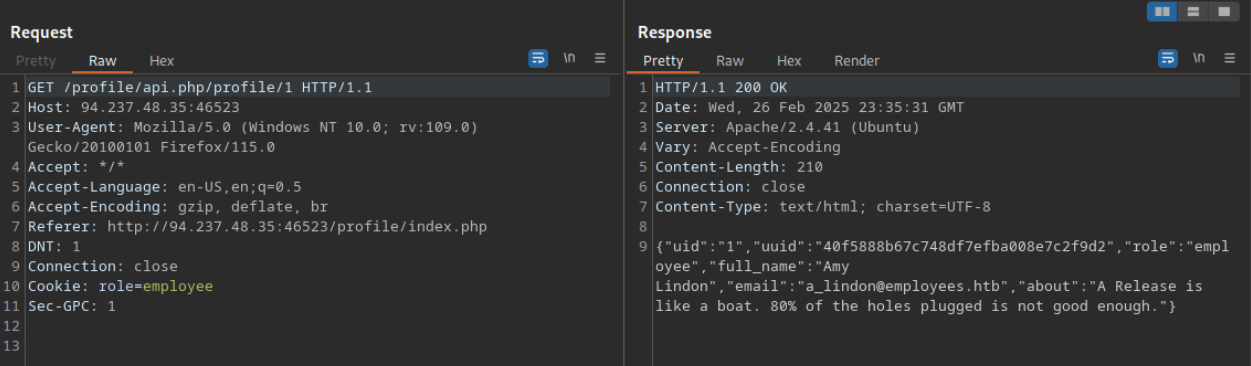 Request
Pretty Raw Hex
\n
1 GET /profile/api.php/profile/1 HTTP/1.1
2 Host: 94.237.48.35:46523
3 User-Agent: Mozilla/5.0 (Windows NT 10.0; rv:109.0)
Gecko/20100101 Firefox/115.0
4 Accept: */*
5 Accept-Language: en-US,en;q=0.5
6 Accept-Encoding: gzip, deflate, br
7 Referer: http://94.237.48.35:46523/profile/index.php
8 DNT: 1
9 Connection: close
10 Cookie: role=employee
11 Sec-GPC: 1
12
13
Response
Pretty Raw Hex Render
\n
1 HTTP/1.1 200 OK
2 Date: Wed, 26 Feb 2025 23:35:31 GMT
3 Server: Apache/2.4.41 (Ubuntu)
4 Vary: Accept-Encoding
5 Content-Length: 210
6 Connection: close
7 Content-Type: text/html; charset=UTF-8
8
9 {"uid":"1","uuid":"40f5888b67c748df7efba008e7c2f9d2","role":"empl
oyee","full_name":"Amy
Lindon","email":"a_lindon@employees.htb","about":"A Release is
like a boat. 80% of the holes plugged is not good enough."}